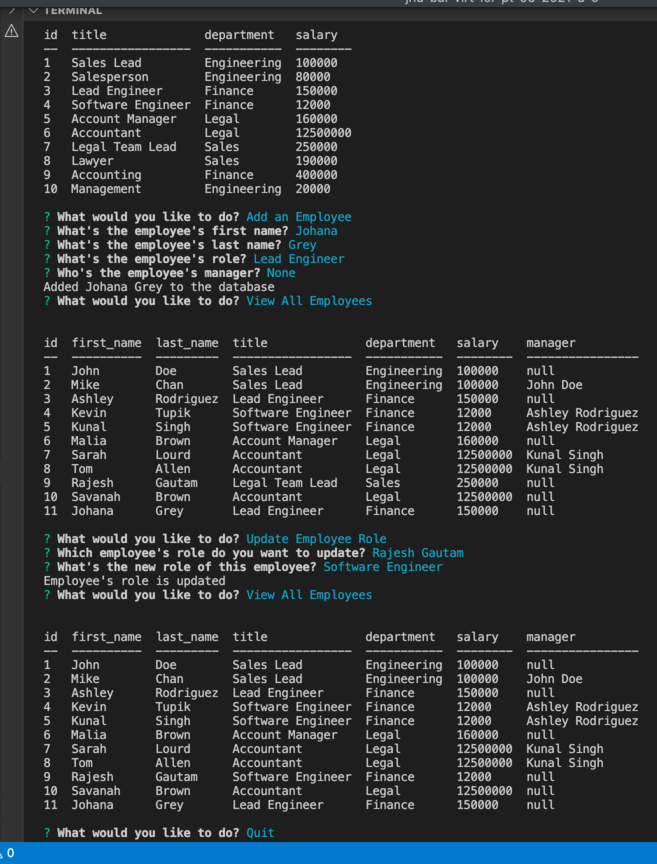 TERMINAL
id title department salary
1 Sales Lead Engineering 100000
2 Salesperson Engineering 80000
3 Lead Engineer Finance 150000
4 Software Engineer Finance 12000
5 Account Manager Legal 160000
6 Accountant Legal 12500000
7 Legal Team Lead Sales 250000
8 Lawyer Sales 190000
9 Accounting Finance 400000
10 Management Engineering 20000
? What would you like to do? Add an Employee
? What's the employee's first name? Johana
? What's the employee's last name? Grey
? What's the employee's role? Lead Engineer
? Who's the employee's manager? None
Added Johana Grey to the database
? What would you like to do? View All Employees
id first_name last_name title department salary manager
1 John Doe Sales Lead Engineering 100000 null
2 Mike Chan Sales Lead Engineering 100000 John Doe
3 Ashley Rodriguez Lead Engineer Finance 150000 null
4 Kevin Tupik Software Engineer Finance 12000 Ashley Rodriguez
5 Kunal Singh Software Engineer Finance 12000 Ashley Rodriguez
6 Malia Brown Account Manager Legal 160000 null
7 Sarah Lourd Accountant Legal 12500000 Kunal Singh
8 Tom Allen Accountant Legal 12500000 Kunal Singh
9 Rajesh Gautam Legal Team Lead Sales 250000 null
10 Savanah Brown Accountant Legal 12500000 null
11 Johana Grey Lead Engineer Finance 150000 null
? What would you like to do? Update Employee Role
? Which employee's role do you want to update? Rajesh Gautam
? What's the new role of this employee? Software Engineer
Employee's role is updated
? What would you like to do? View All Employees
id first_name last_name title department salary manager
1 John Doe Sales Lead Engineering 100000 null
2 Mike Chan Sales Lead Engineering 100000 John Doe
3 Ashley Rodriguez Lead Engineer Finance 150000 null
4 Kevin Tupik Software Engineer Finance 12000 Ashley Rodriguez
5 Kunal Singh Software Engineer Finance 12000 Ashley Rodriguez
6 Malia Brown Account Manager Legal 160000 null
7 Sarah Lourd Accountant Legal 12500000 Kunal Singh
8 Tom Allen Accountant Legal 12500000 Kunal Singh
9 Rajesh Gautam Software Engineer Finance 12000 null
10 Savanah Brown Accountant Legal 12500000 null
11 Johana Grey Lead Engineer Finance 150000 null
? What would you like to do? Quit
0